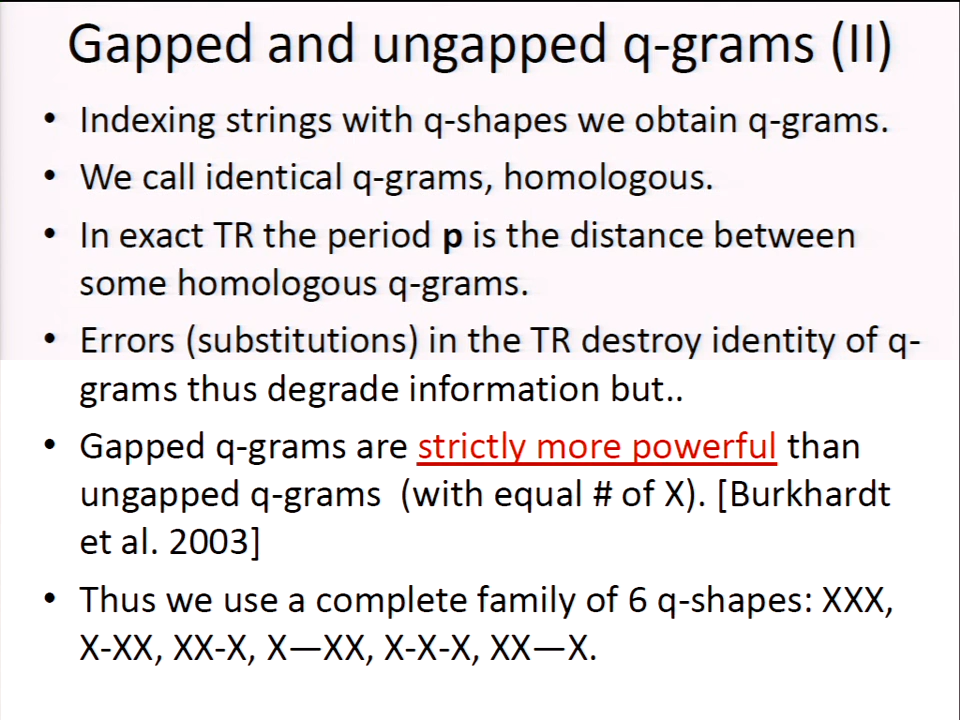 Gapped and ungapped q-grams (II)
• Indexing strings with q-shapes we obtain q-grams.
• We call identical q-grams, homologous.
• In exact TR the period p is the distance between
some homologous q-grams.
• Errors (substitutions) in the TR destroy identity of q-
grams thus degrade information but..
• Gapped q-grams are strictly more powerful than
ungapped q-grams (with equal # of X). [Burkhardt
et al. 2003]
• Thus we use a complete family of 6 q-shapes: XXX,
X-XX, XX-X, X—XX, X-X-X, XX—X.